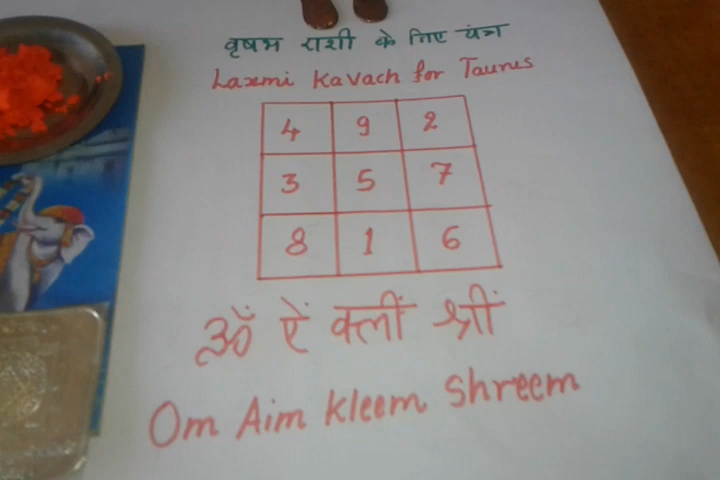 वृषभ राशी के लिए यंत्र
Laxmi Kavach for Taurus
4 9 2
3 5 7
8 1 6
ॐ ऐं क्लीं श्रीं
Om Aim Kleem Shreem